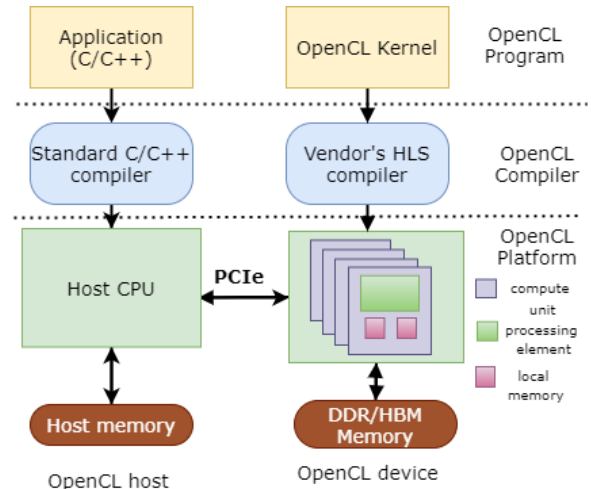 Application
(C/C++)
OpenCL Kernel
OpenCL
Program
Standard C/C++
compiler
Vendor's HLS
compiler
OpenCL
Compiler
Host CPU
PCIe
OpenCL
Platform
compute
unit
processing
element
local
memory
Host memory
DDR/HBM
Memory
OpenCL host
OpenCL device